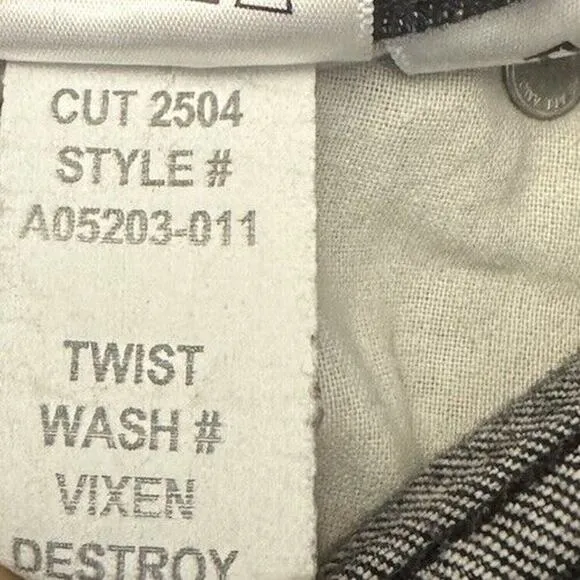 CUT 2504
STYLE #
A05203-011
TWIST
WASH #
VIXEN
DESTROY